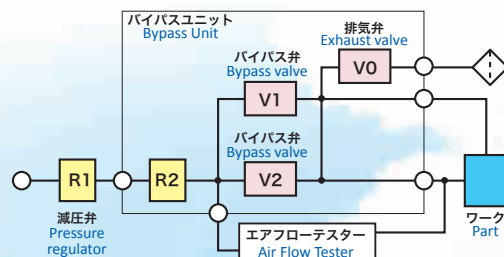 バイパスユニット
Bypass Unit
排気弁
Exhaust valve
V0
バイパス弁
Bypass valve
V1
バイパス弁
Bypass valve
V2
R1
R2
減圧弁
Pressure
regulator
エアフローテスター
Air Flow Tester
ワーク
Part